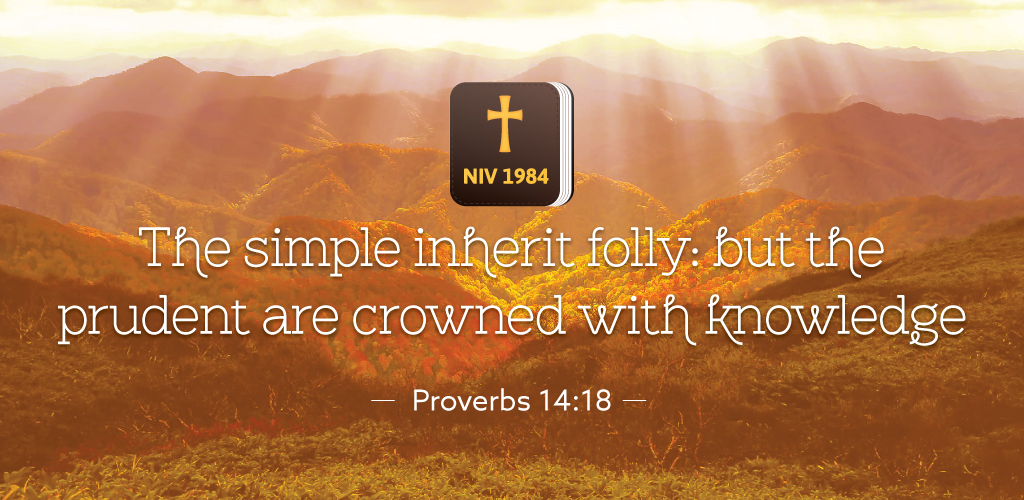 NIV 1984
The simple inherit folly: but the
prudent are crowned with knowledge
— Proverbs 14:18 —